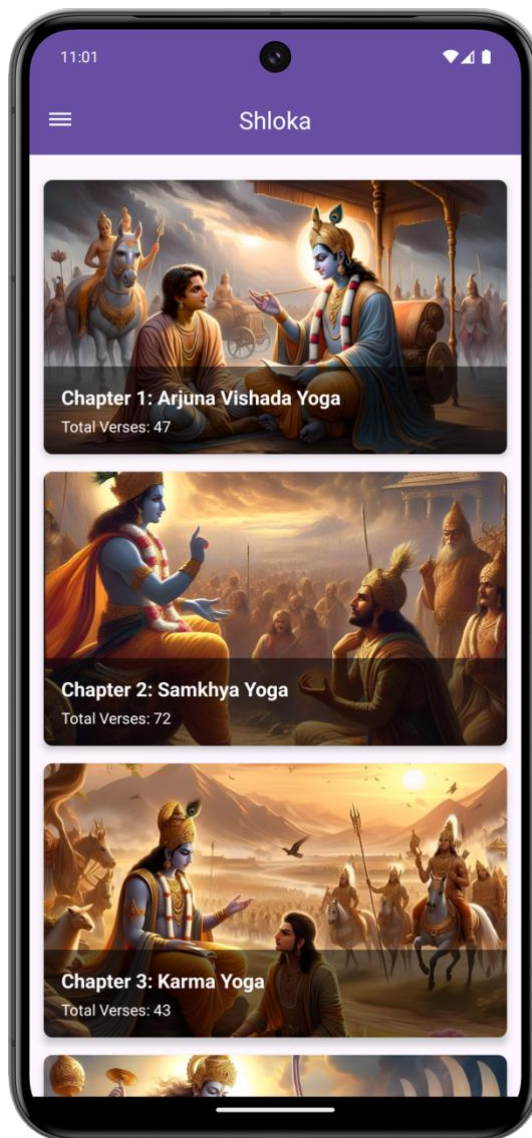 11:01
Shloka
Chapter 1: Arjuna Vishada Yoga
Total Verses: 47
Chapter 2: Samkhya Yoga
Total Verses: 72
Chapter 3: Karma Yoga
Total Verses: 43